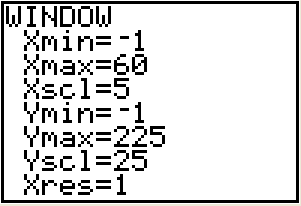 WINDOW
Xmin=-1
Xmax=60
Xscl=5
Ymin=-1
Ymax=225
Yscl=25
Xres=1